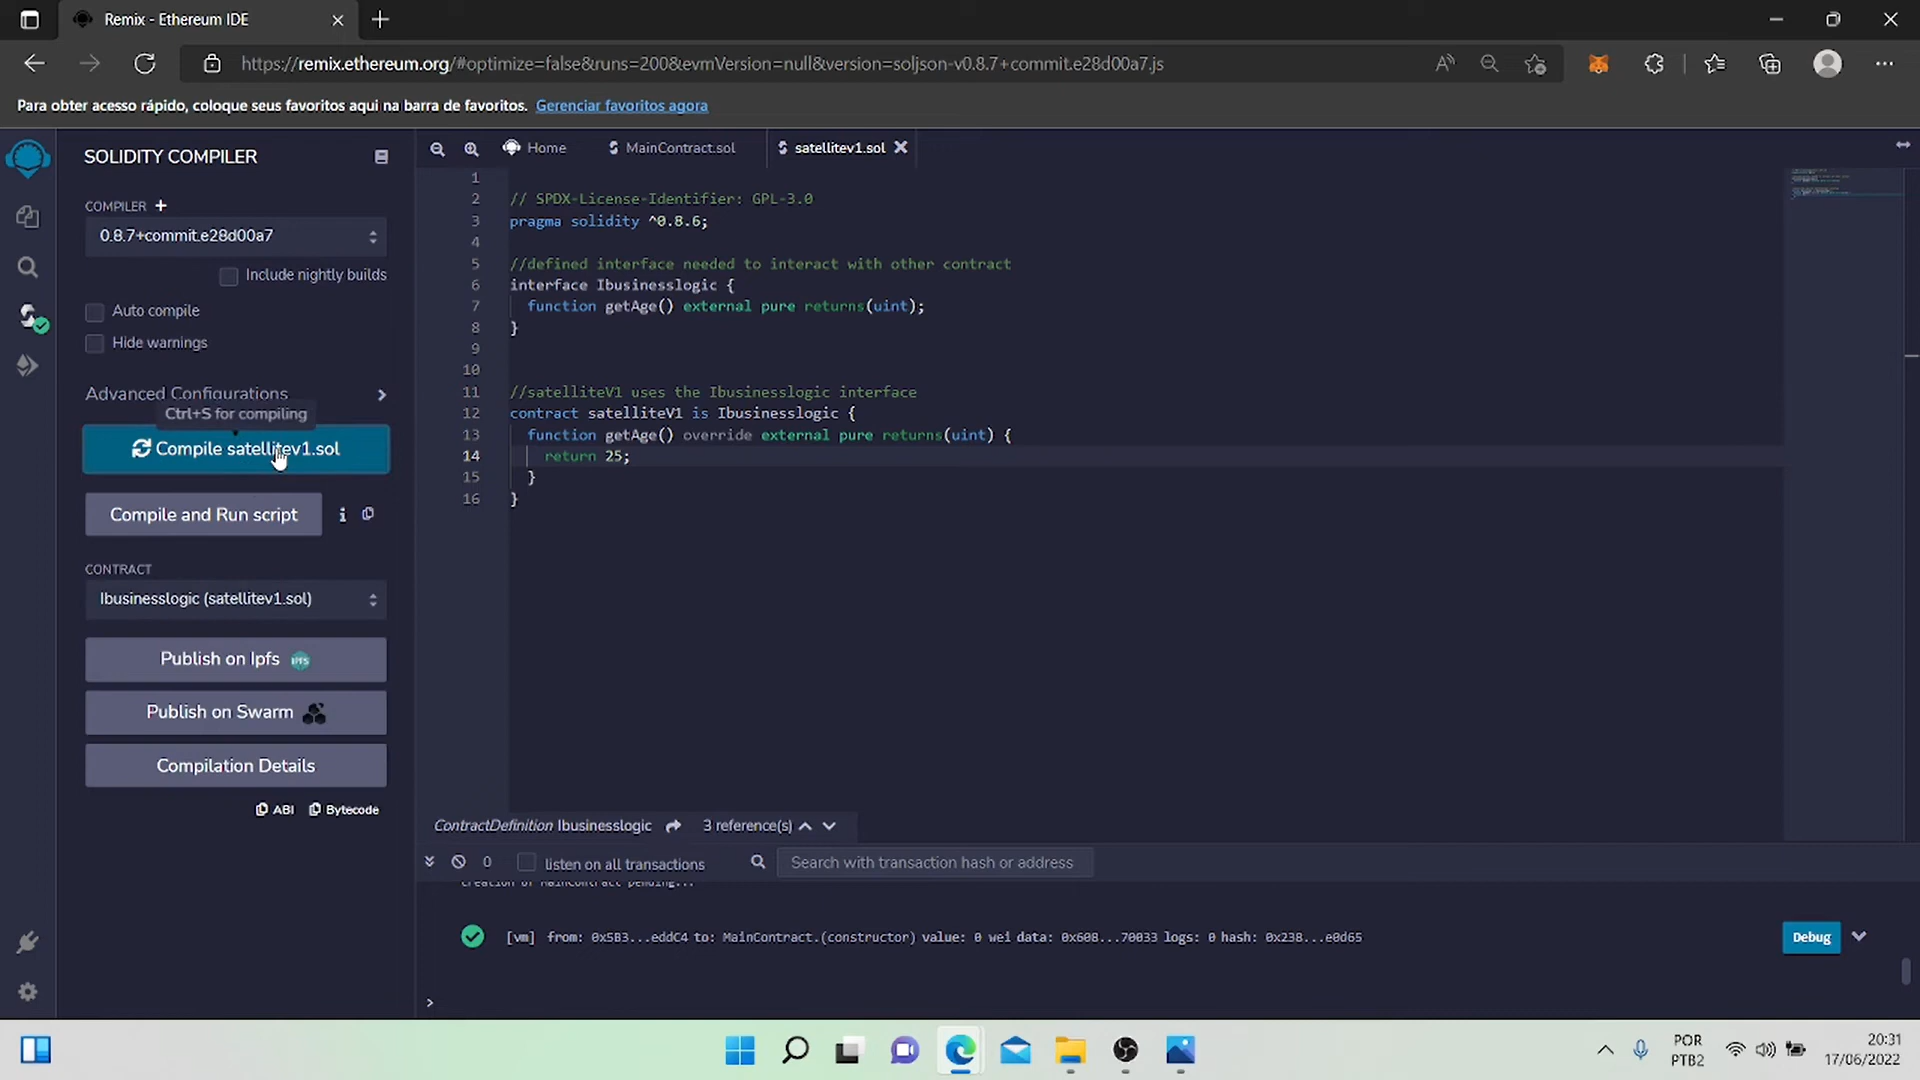 Remix - Ethereum IDE
https://remix.ethereum.org/#optimize=false&runs=200&evmVersion=null&version=soljson-v0.8.7+commit.e28d00a7.js
Para obter acesso rápido, coloque seus favoritos aqui na barra de favoritos. Gerenciar favoritos agora
SOLIDITY COMPILER
COMPILER +
0.8.7+commit.e28d00a7
Include nightly builds
Auto compile
Hide warnings
Advanced Configurations
Ctrl+S for compiling
Compile satellitev1.sol
Compile and Run script
CONTRACT
Ibusinesslogic (satellitev1.sol)
Publish on Ipfs IPFS
Publish on Swarm
Compilation Details
ABI Bytecode
Home MainContract.sol satellitev1.sol
1
2 // SPDX-License-Identifier: GPL-3.0
3 pragma solidity ^0.8.6;
4
5 //defined interface needed to interact with other contract
6 interface Ibusinesslogic {
7 function getAge() external pure returns(uint);
8 }
9
10
11 //satelliteV1 uses the Ibusinesslogic interface
12 contract satelliteV1 is Ibusinesslogic {
13 function getAge() override external pure returns(uint) {
14 return 25;
15 }
16 }
ContractDefinition Ibusinesslogic 3 reference(s)
0 listen on all transactions Search with transaction hash or address
creation of MainContract pending...
[vm] from: 0x5B3...eddC4 to: MainContract.(constructor) value: 0 wei data: 0x608...70033 logs: 0 hash: 0x238...e0d65
Debug
>
POR
PTB2
20:31
17/06/2022